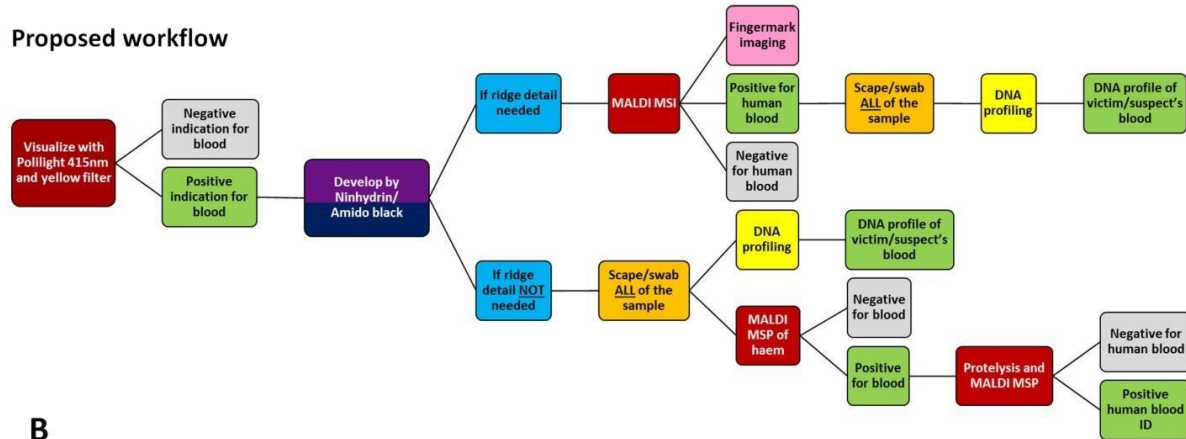 Proposed workflow
Visualize with
Polilight 415nm
and yellow filter
Negative
indication for
blood
Positive
indication for
blood
Develop by
Ninhydrin/
Amido black
If ridge detail
needed
MALDI MSI
Fingermark
imaging
Positive for
human
blood
Negative for
human blood
Scape/swab
ALL of the
sample
DNA
profiling
DNA profile of
victim/suspect's
blood
If ridge
detail NOT
needed
Scape/swab
ALL of the
sample
DNA
profiling
DNA profile of
victim/suspect's
blood
MALDI
MSP of
haem
Negative
for blood
Positive
for blood
Protelysis and
MALDI MSP
Negative for
human blood
Positive
human blood
ID
B